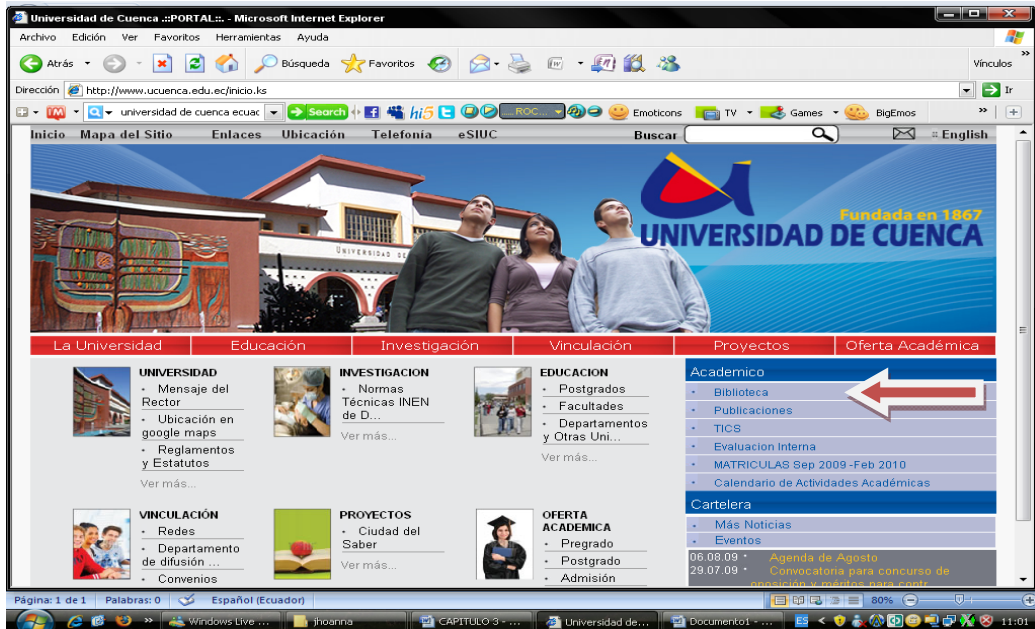 Universidad de Cuenca .::PORTAL::. - Microsoft Internet Explorer
Archivo Edición Ver Favoritos Herramientas Ayuda
Atrás Búsqueda Favoritos Vínculos
Dirección http://www.ucuenca.edu.ec/inicio.ks Ir
universidad de cuenca ecuac Search hi5 ROC... Emoticons TV Games BigEmos
Inicio Mapa del Sitio Enlaces Ubicación Telefonía eSIUC Buscar English
UNIVERSIDAD DE
Fundada en 1867
UNIVERSIDAD DE CUENCA
La Universidad Educación Investigación Vinculación Proyectos Oferta Académica
UNIVERSIDAD
• Mensaje del
Rector
• Ubicación en
google maps
• Reglamentos
y Estatutos
Ver más...
INVESTIGACION
• Normas
Técnicas INEN
de D...
Ver más...
EDUCACION
• Postgrados
• Facultades
• Departamentos
y Otras Uni...
Ver más...
Academico
• Biblioteca
• Publicaciones
• TICS
• Evaluacion Interna
• MATRICULAS Sep 2009 -Feb 2010
• Calendario de Actividades Académicas
VINCULACIÓN
• Redes
• Departamento
de difusión ...
• Convenios
PROYECTOS
• Ciudad del
Saber
Ver más...
OFERTA
ACADEMICA
• Pregrado
• Postgrado
• Admisión
Cartelera
• Más Noticias
• Eventos
06.08.09 • Agenda de Agosto
29.07.09 • Convocatoria para concurso de
oposición y méritos para contr
Página: 1 de 1 Palabras: 0 Español (Ecuador) 80%
Windows Live ... jhoanna CAPITULO 3 - ... Universidad de... Documento1 - ... ES 11:01